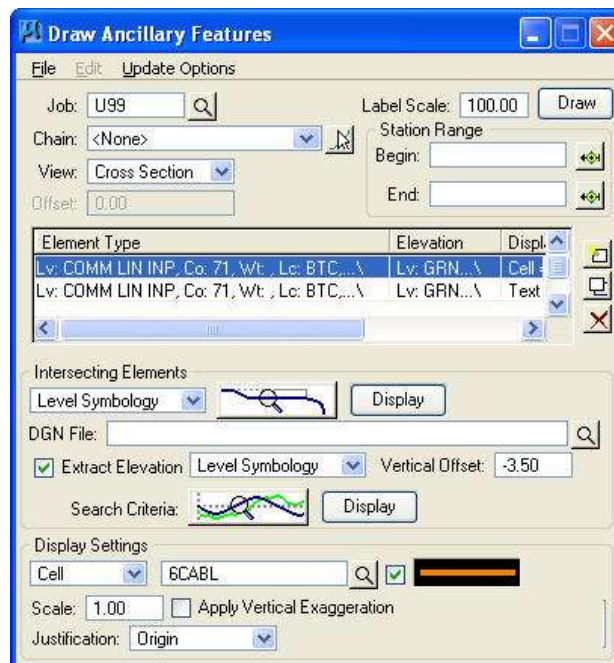 Draw Ancillary Features
File Edit Update Options
Job: U99
Label Scale: 100.00 Draw
Chain: <None>
Station Range
Begin:
View: Cross Section
End:
Offset: 0.00
Element Type Elevation Displ
Lv: COMM LIN INP, Co: 71, Wt: , Lc: BTC,...\ Lv: GRN...\ Cell =
Lv: COMM LIN INP, Co: 71, Wt: , Lc: BTC,...\ Lv: GRN...\ Text
Intersecting Elements
Level Symbology Display
DGN File:
Extract Elevation Level Symbology Vertical Offset: -3.50
Search Criteria: Display
Display Settings
Cell 6CABL
Scale: 1.00 Apply Vertical Exaggeration
Justification: Origin